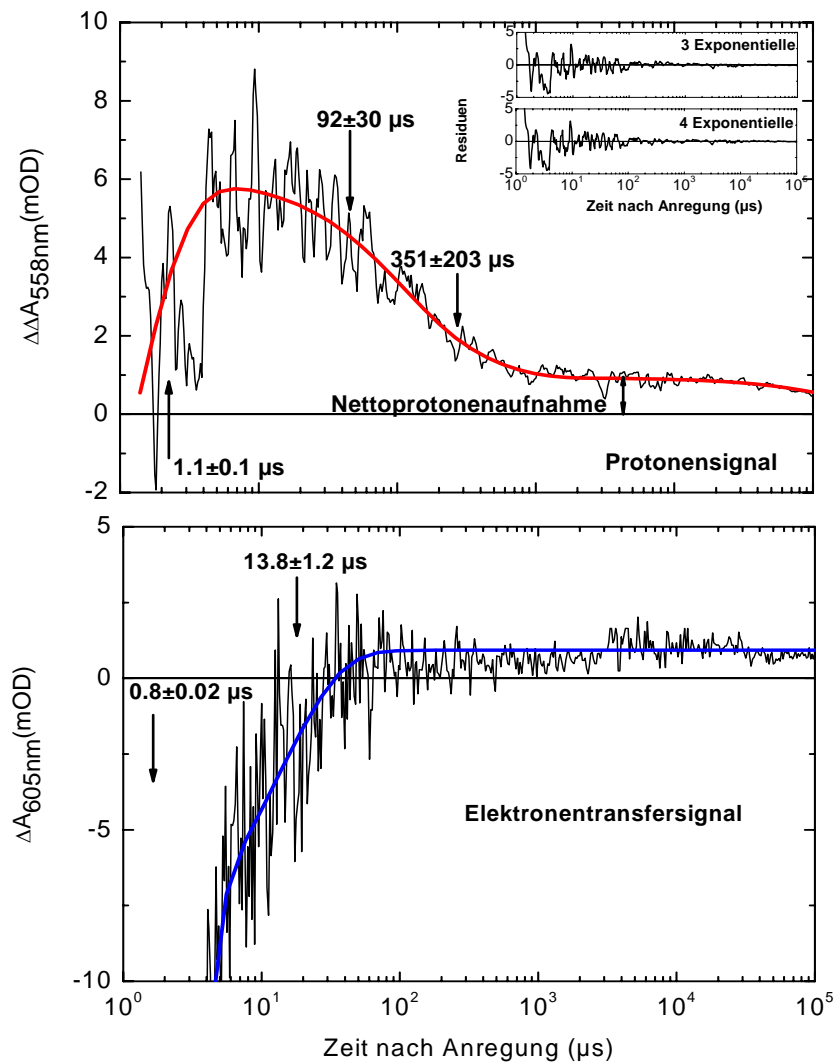 10
8
6
4
2
0
-2
ΔΔA558nm(mOD)
92±30 µs
351±203 µs
1.1±0.1 µs
Nettoprotonenaufnahme
Protonensignal
5
0
-5
3 Exponentielle
5
0
-5
4 Exponentielle
Residuen
10^0 10^1 10^2 10^3 10^4 10^5
Zeit nach Anregung (µs)
5
0
-5
-10
ΔA605nm(mOD)
13.8±1.2 µs
0.8±0.02 µs
Elektronentransfersignal
10^0 10^1 10^2 10^3 10^4 10^5
Zeit nach Anregung (µs)